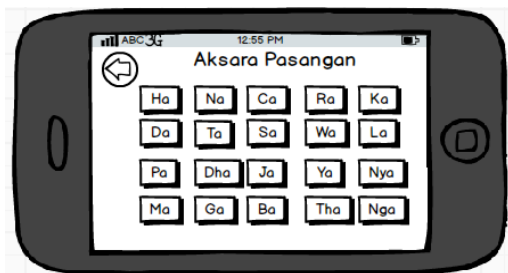 ABC 3G 12:55 PM
Aksara Pasangan
Ha Na Ca Ra Ka
Da Ta Sa Wa La
Pa Dha Ja Ya Nya
Ma Ga Ba Tha Nga